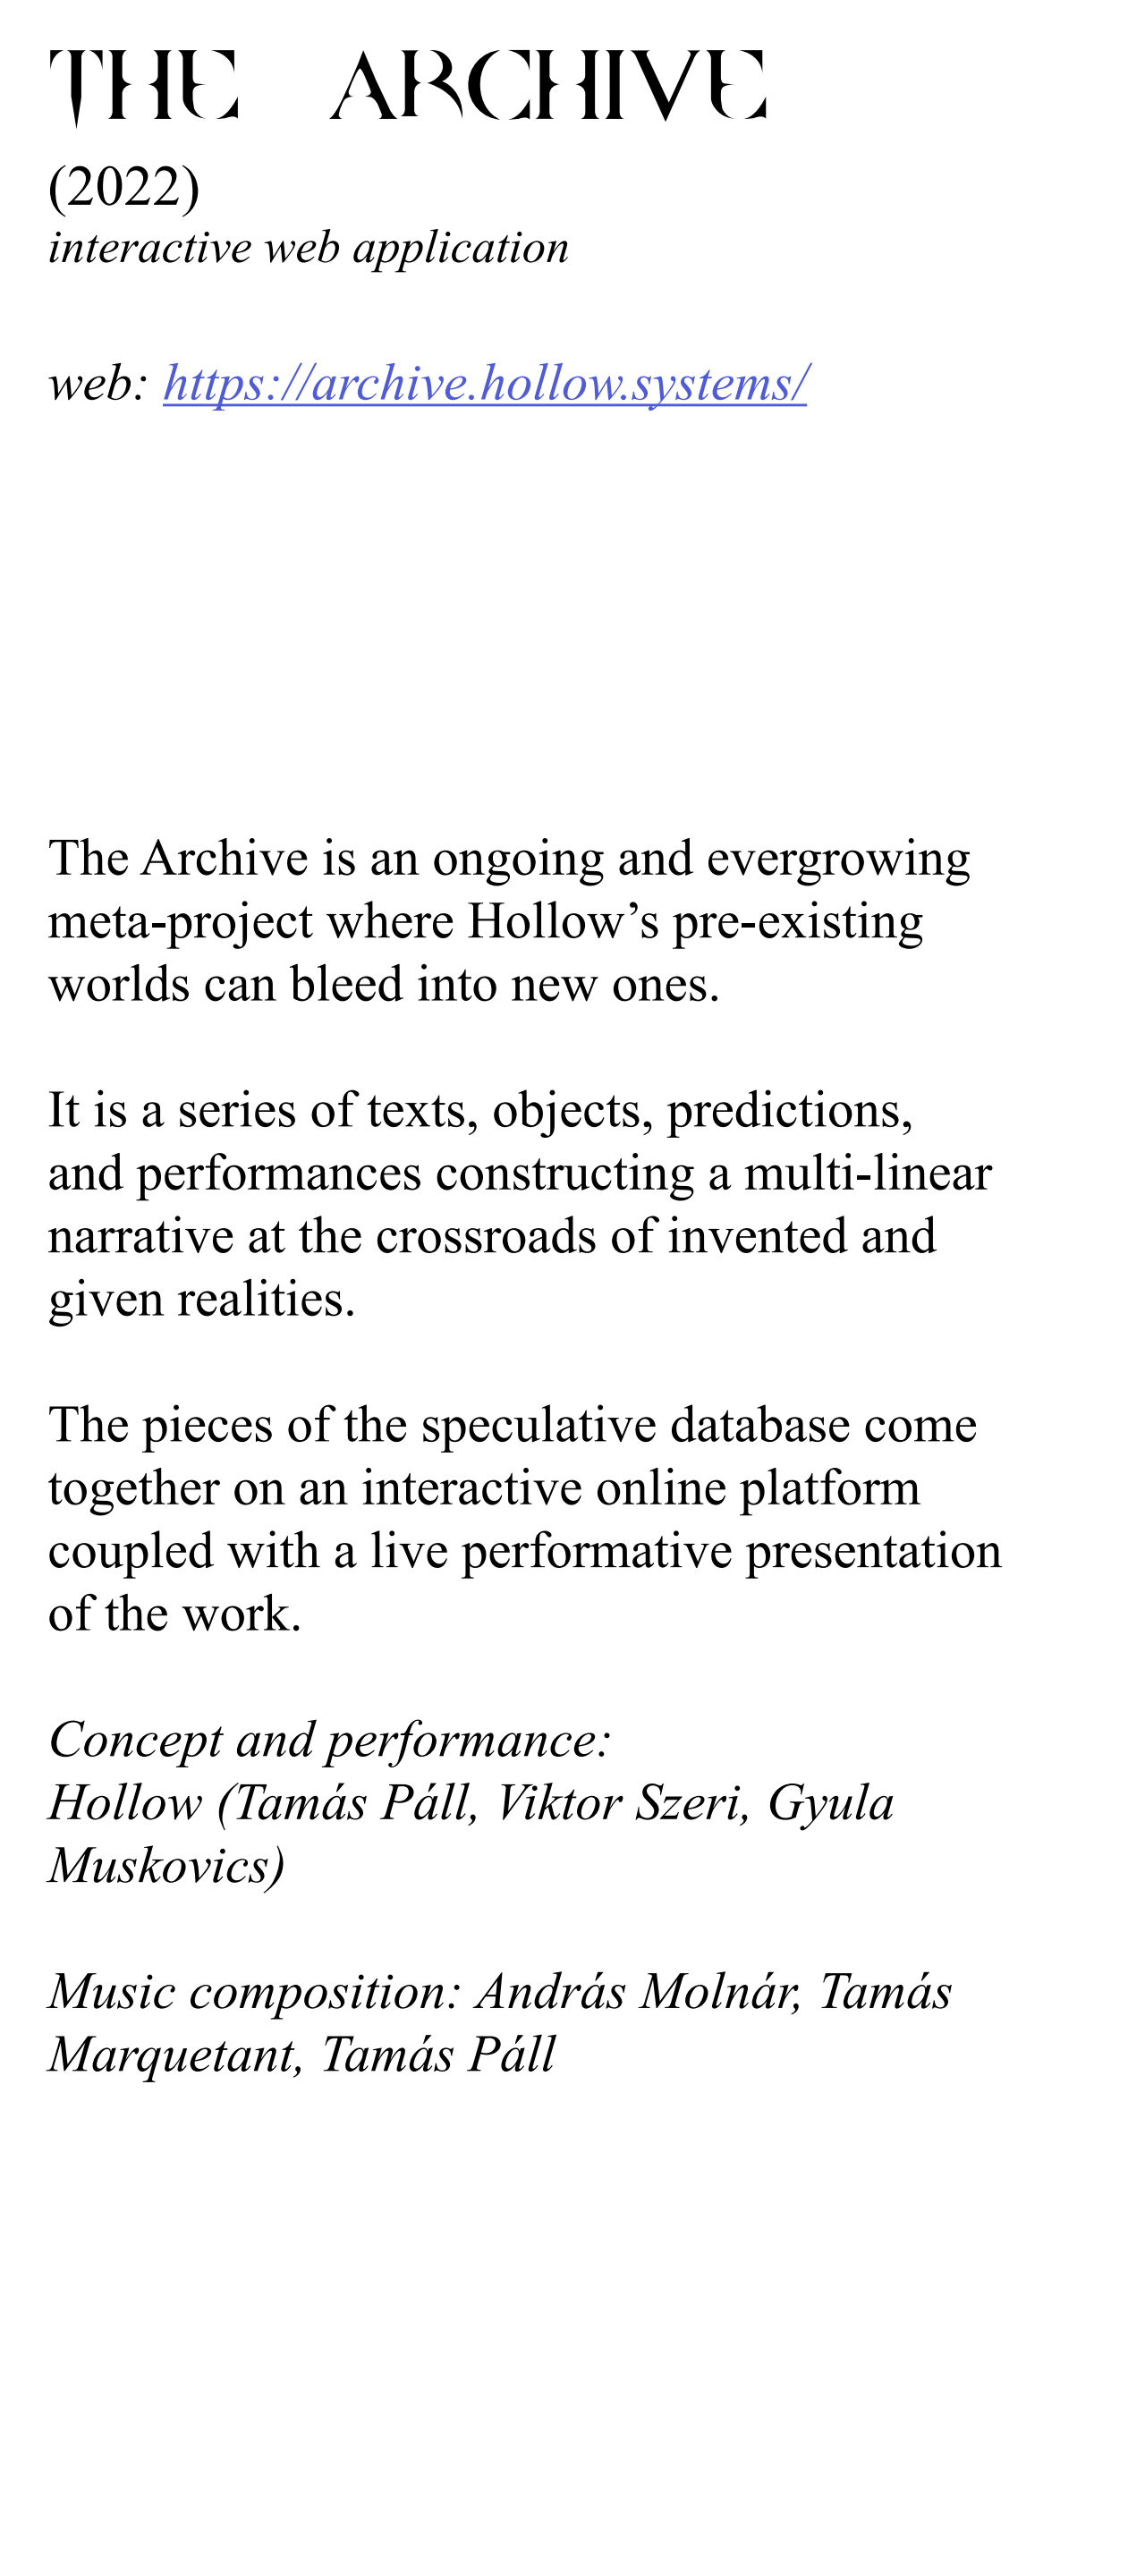 THE ARCHIVE
(2022)
interactive web application
web: https://archive.hollow.systems/
The Archive is an ongoing and evergrowing
meta-project where Hollow’s pre-existing
worlds can bleed into new ones.
It is a series of texts, objects, predictions,
and performances constructing a multi-linear
narrative at the crossroads of invented and
given realities.
The pieces of the speculative database come
together on an interactive online platform
coupled with a live performative presentation
of the work.
Concept and performance:
Hollow (Tamás Páll, Viktor Szeri, Gyula
Muskovics)
Music composition: András Molnár, Tamás
Marquetant, Tamás Páll